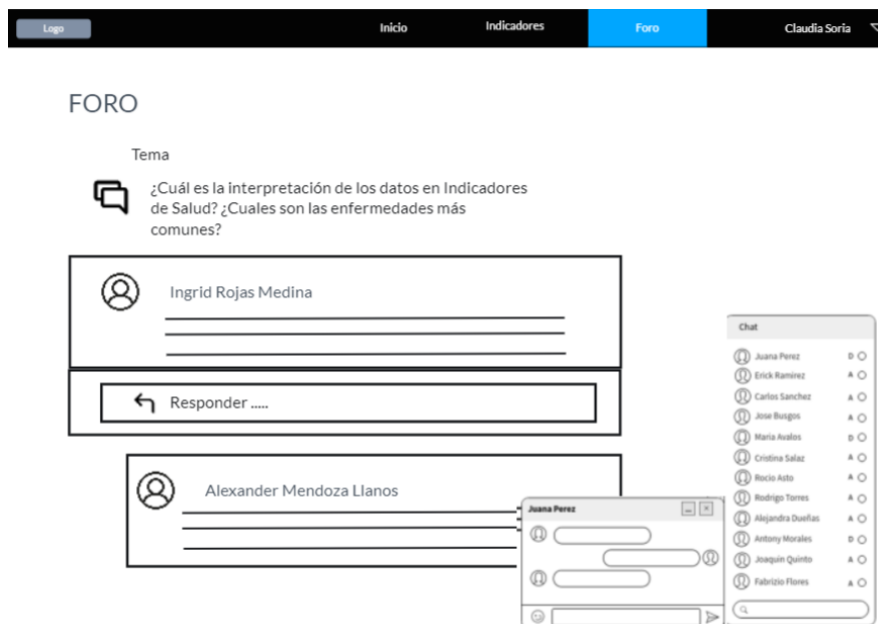 Logo Inicio Indicadores Foro Claudia Soria
FORO
Tema
¿Cuál es la interpretación de los datos en Indicadores
de Salud? ¿Cuales son las enfermedades más
comunes?
Ingrid Rojas Medina
Responder .....
Alexander Mendoza Llanos
Juana Perez
Chat
Juana Perez D
Erick Ramirez A
Carlos Sanchez A
Jose Busgos A
Maria Avalos D
Cristina Salaz A
Rocio Asto A
Rodrigo Torres A
Alejandra Dueñas A
Antony Morales D
Joaquin Quinto A
Fabrizio Flores A